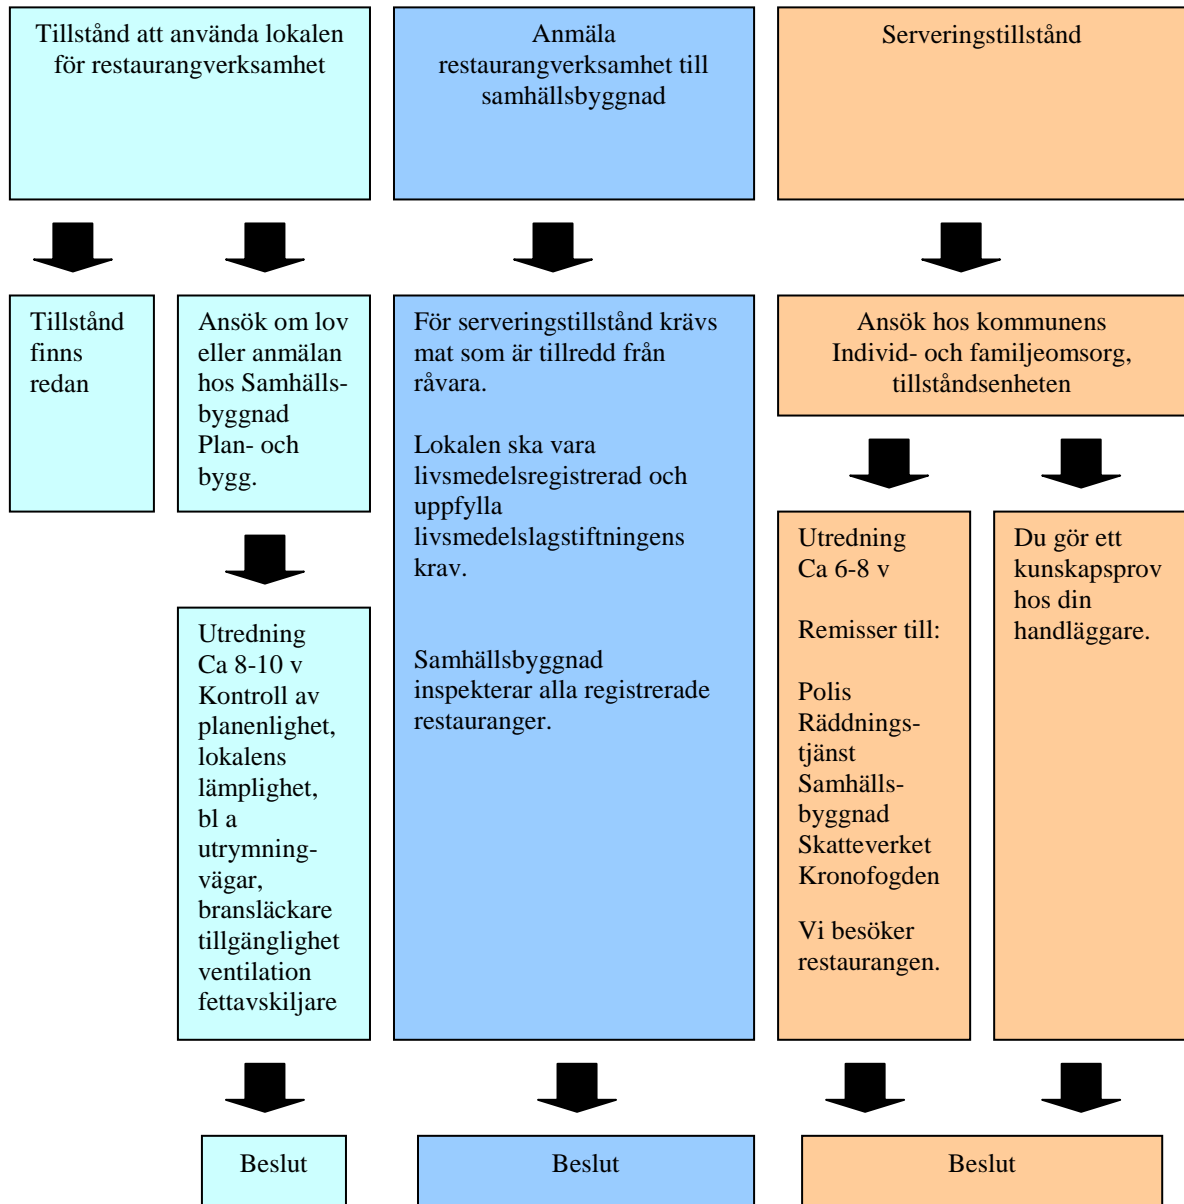 Tillstånd att använda lokalen
för restaurangverksamhet
Anmäla
restaurangverksamhet till
samhällsbyggnad
Serveringstillstånd
Tillstånd
finns
redan
Ansök om lov
eller anmälan
hos Samhälls-
byggnad
Plan- och
bygg.
Utredning
Ca 8-10 v
Kontroll av
planenlighet,
lokalens
lämplighet,
bl a
utrymning-
vägar,
bransläckare
tillgänglighet
ventilation
fettavskiljare
För serveringstillstånd krävs
mat som är tillredd från
råvara.
Lokalen ska vara
livsmedelsregistrerad och
uppfylla
livsmedelslagstiftningens
krav.
Samhällsbyggnad
inspekterar alla registrerade
restauranger.
Ansök hos kommunens
Individ- och familjeomsorg,
tillståndsenheten
Utredning
Ca 6-8 v
Remisser till:
Polis
Räddnings-
tjänst
Samhälls-
byggnad
Skatteverket
Kronofogden
Vi besöker
restaurangen.
Du gör ett
kunskapsprov
hos din
handläggare.
Beslut
Beslut
Beslut